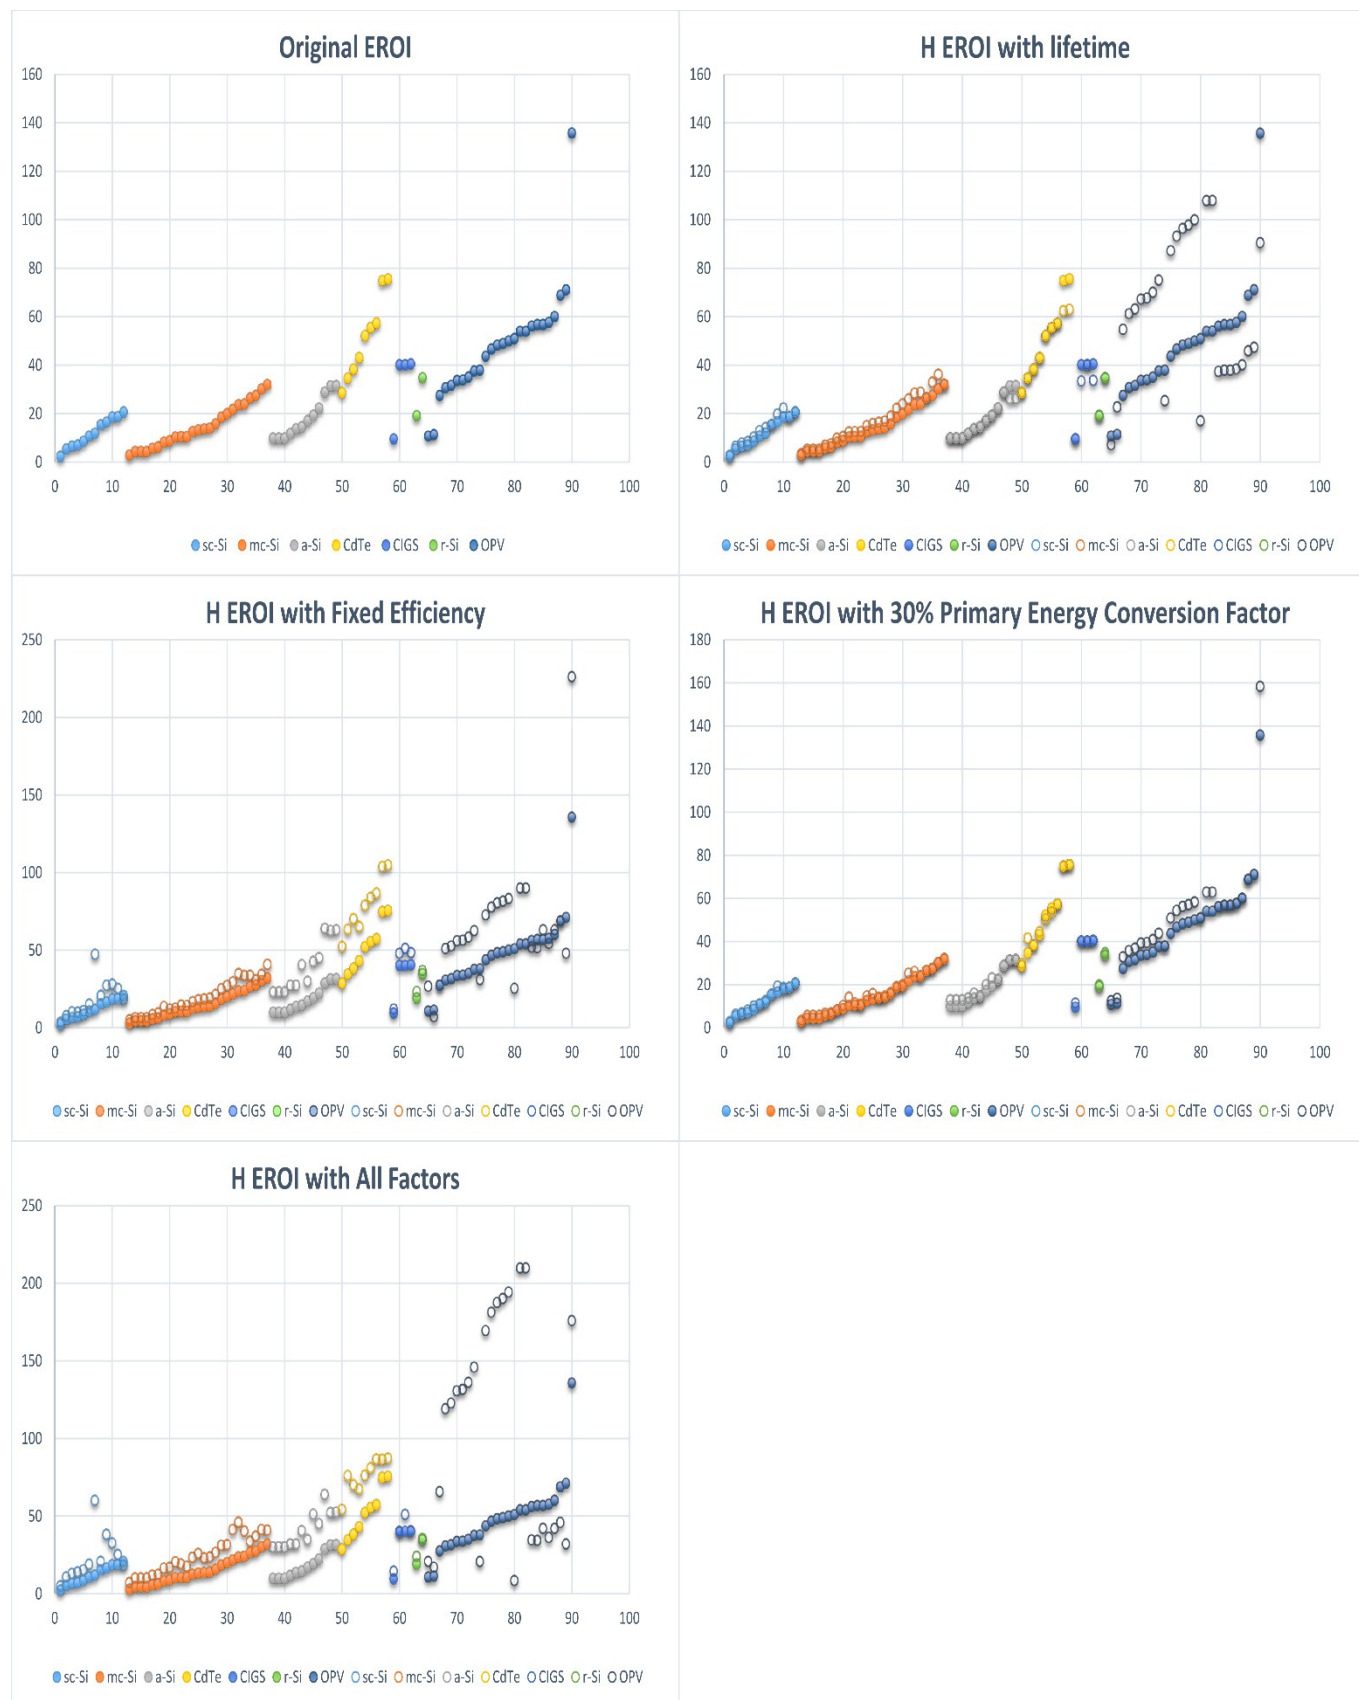 Original EROI
160
140
120
100
80
60
40
20
0
0 10 20 30 40 50 60 70 80 90 100
sc-Si mc-Si a-Si CdTe CIGS r-Si OPV
H EROI with lifetime
160
140
120
100
80
60
40
20
0
0 10 20 30 40 50 60 70 80 90 100
sc-Si mc-Si a-Si CdTe CIGS r-Si OPV sc-Si mc-Si a-Si CdTe CIGS r-Si OPV
H EROI with Fixed Efficiency
250
200
150
100
50
0
0 10 20 30 40 50 60 70 80 90 100
sc-Si mc-Si a-Si CdTe CIGS r-Si OPV sc-Si mc-Si a-Si CdTe CIGS r-Si OPV
H EROI with 30% Primary Energy Conversion Factor
180
160
140
120
100
80
60
40
20
0
0 10 20 30 40 50 60 70 80 90 100
sc-Si mc-Si a-Si CdTe CIGS r-Si OPV sc-Si mc-Si a-Si CdTe CIGS r-Si OPV
H EROI with All Factors
250
200
150
100
50
0
0 10 20 30 40 50 60 70 80 90 100
sc-Si mc-Si a-Si CdTe CIGS r-Si OPV sc-Si mc-Si a-Si CdTe CIGS r-Si OPV